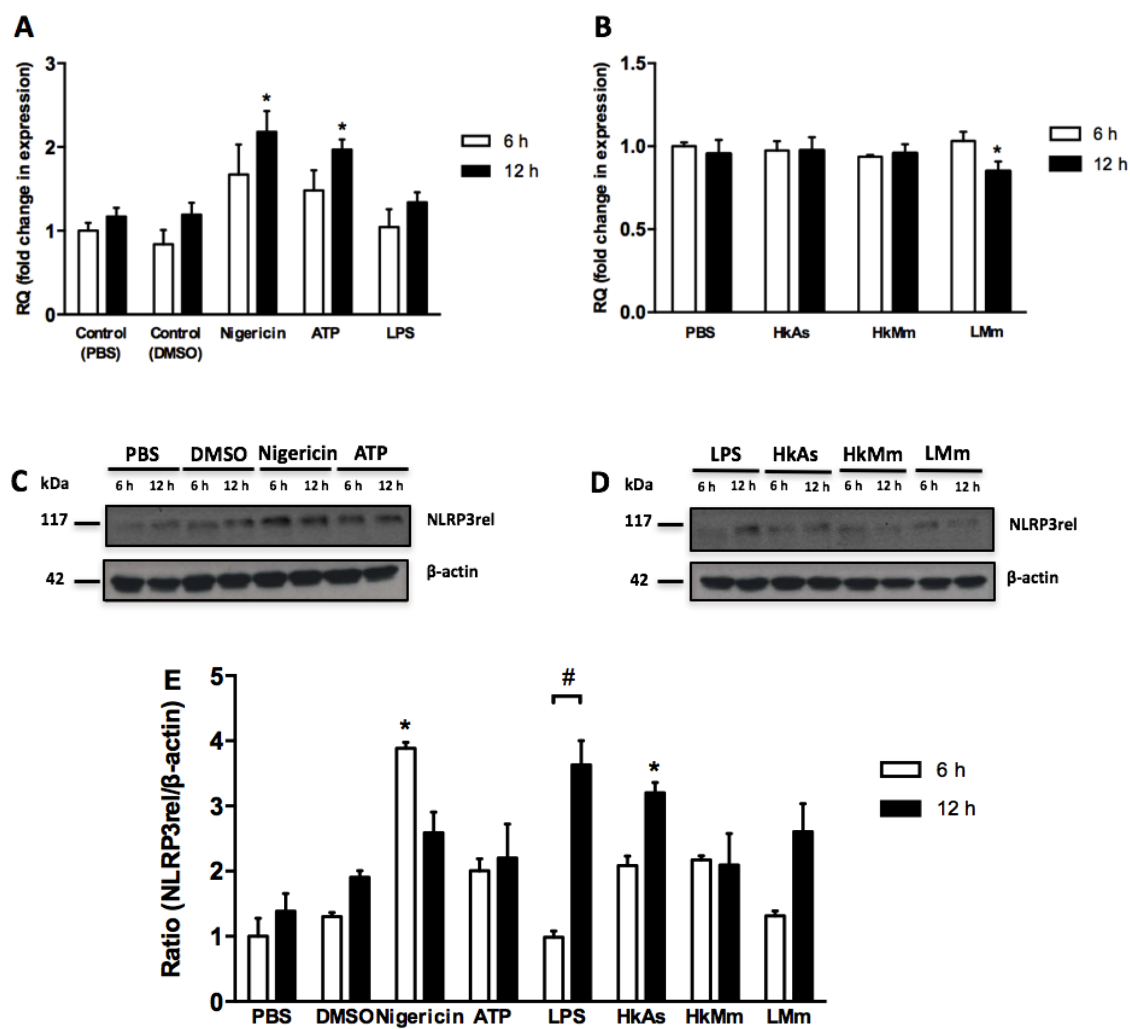 A
RQ (fold change in expression)
3
2
1
0
* *
6 h
12 h
Control (PBS)
Control (DMSO)
Nigericin
ATP
LPS
B
RQ (fold change in expression)
1.5
1.0
0.5
0.0
*
6 h
12 h
PBS
HkAs
HkMm
LMm
C
PBS DMSO Nigericin ATP
kDa 6 h 12 h 6 h 12 h 6 h 12 h 6 h 12 h
117 NLRP3rel
42 β-actin
D
LPS HkAs HkMm LMm
kDa 6 h 12 h 6 h 12 h 6 h 12 h 6 h 12 h
117 NLRP3rel
42 β-actin
E
Ratio (NLRP3rel/β-actin)
5
4
3
2
1
0
* # *
6 h
12 h
PBS DMSO Nigericin ATP LPS HkAs HkMm LMm